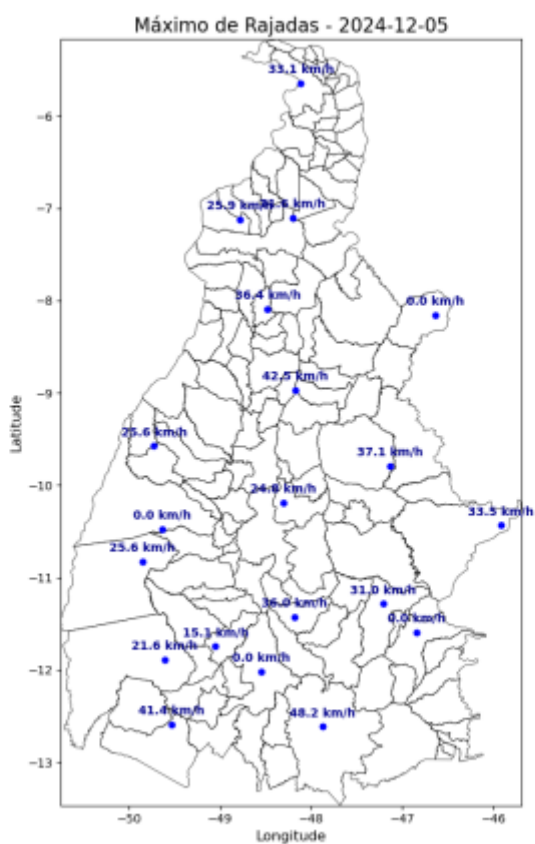 Máximo de Rajadas - 2024-12-05
33.1 km/h
25.9 km/h
km/h
36.4 km/h
0.0 km/h
42.5 km/h
25.6 km/h
37.1 km/h
24.8 km/h
0.0 km/h
33.5 km/h
25.6 km/h
31.0 km/h
36.0 km/h
0.0 km/h
15.1 km/h
21.6 km/h
0.0 km/h
41.4 km/h
48.2 km/h
Latitude
−6
−7
−8
−9
−10
−11
−12
−13
−50
−49
−48
−47
−46
Longitude